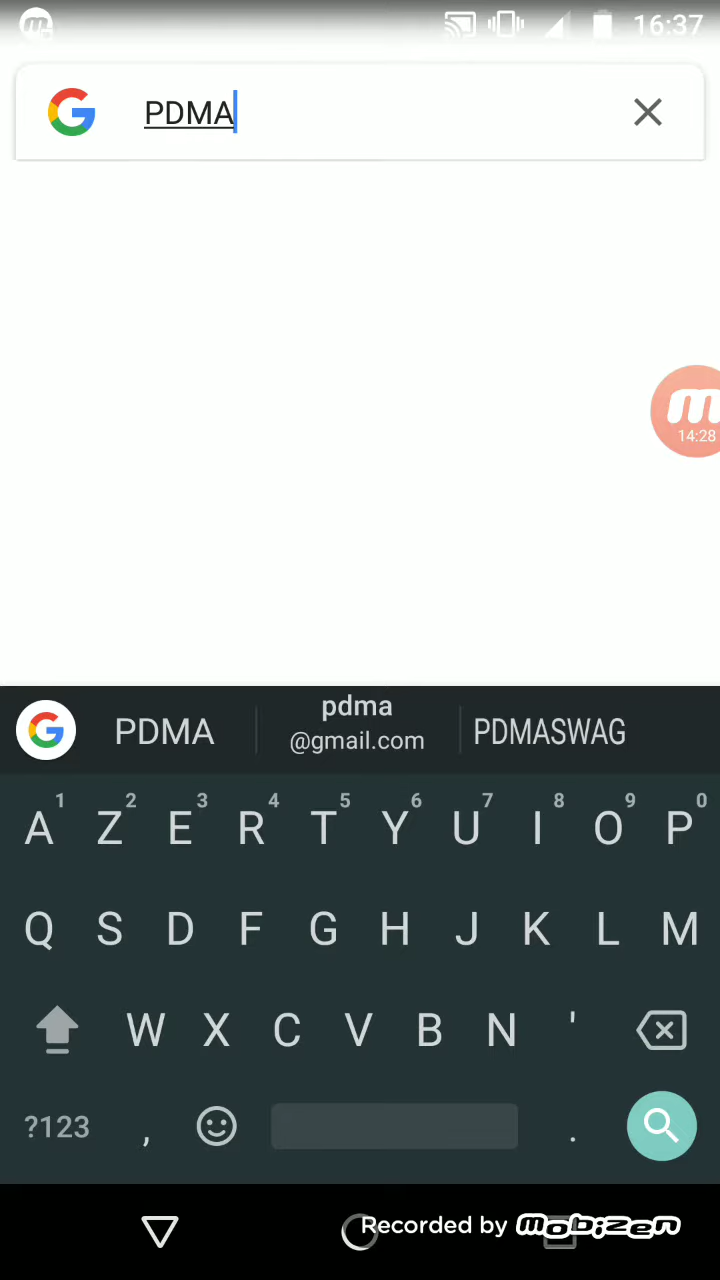 16:37
PDMA
14:28
PDMA
pdma
@gmail.com
PDMASWAG
1 2 3 4 5 6 7 8 9 0
A Z E R T Y U I O P
Q S D F G H J K L M
W X C V B N '
?123 , .
Recorded by mobizen